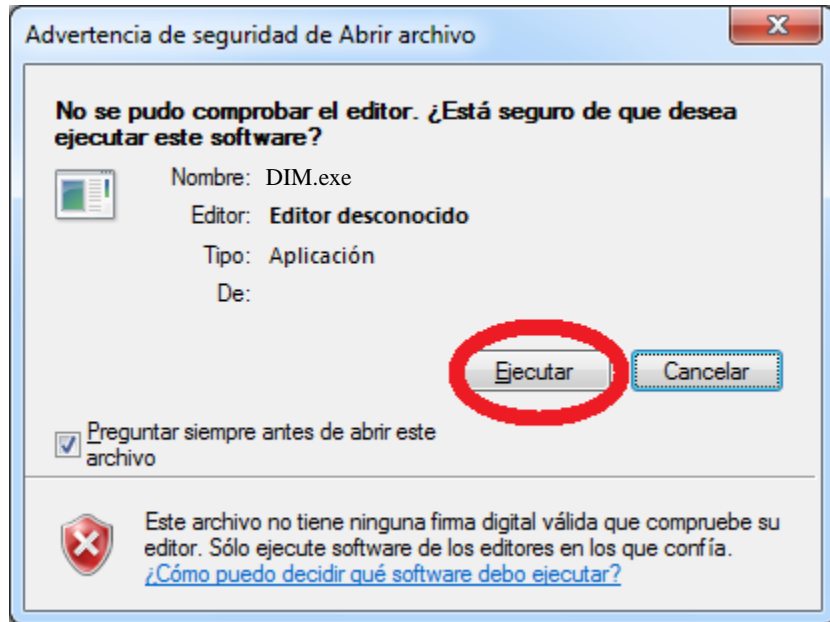 Advertencia de seguridad de Abrir archivo
No se pudo comprobar el editor. ¿Está seguro de que desea
ejecutar este software?
Nombre: DIM.exe
Editor: Editor desconocido
Tipo: Aplicación
De:
Ejecutar Cancelar
Preguntar siempre antes de abrir este
archivo
Este archivo no tiene ninguna firma digital válida que compruebe su
editor. Sólo ejecute software de los editores en los que confía.
¿Cómo puedo decidir qué software debo ejecutar?